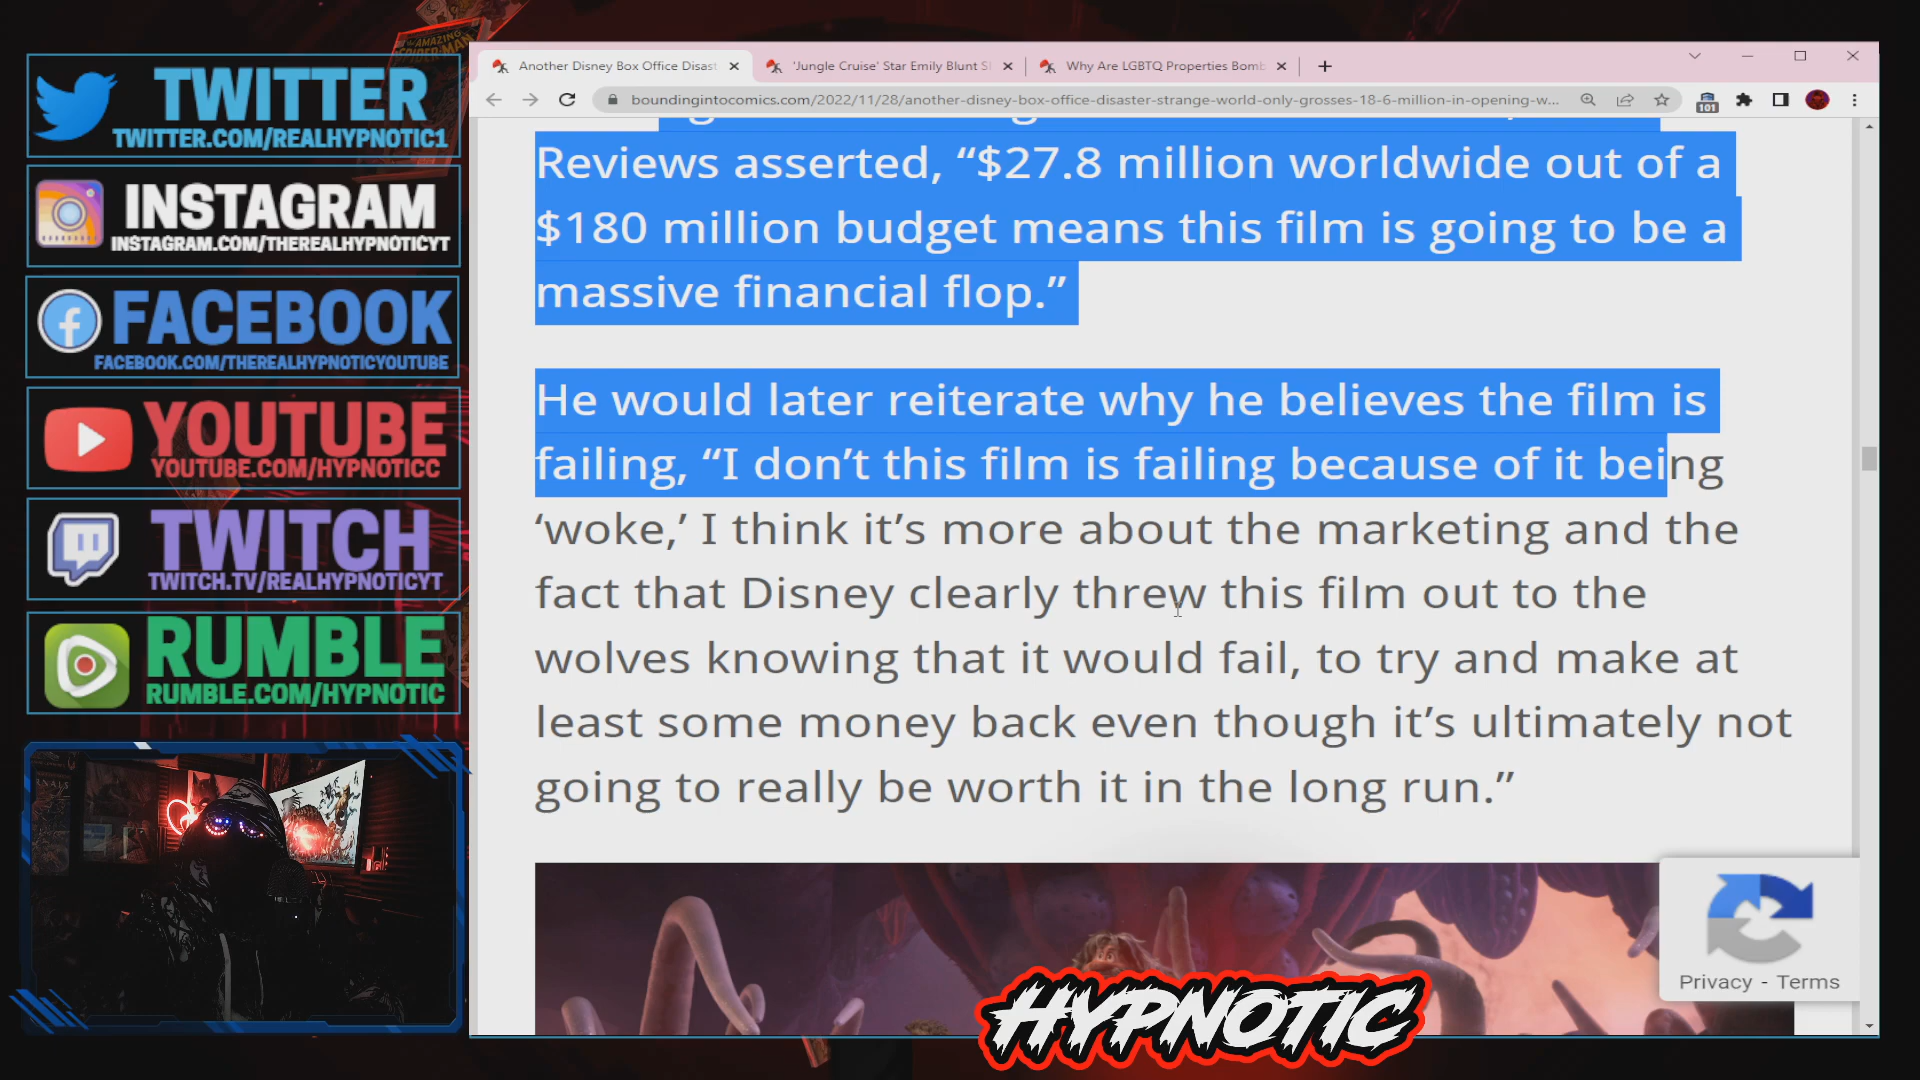 TWITTER
TWITTER.COM/REALHYPNOTIC1
INSTAGRAM
INSTAGRAM.COM/THEREALHYPNOTICYT
FACEBOOK
FACEBOOK.COM/THEREALHYPNOTICYOUTUBE
YOUTUBE
YOUTUBE.COM/HYPNOTICC
TWITCH
TWITCH.TV/REALHYPNOTICYT
RUMBLE
RUMBLE.COM/HYPNOTIC
AMAZING
SPIDER-MAN
Another Disney Box Office Disast
'Jungle Cruise' Star Emily Blunt S
Why Are LGBTQ Properties Bomb
boundingintocomics.com/2022/11/28/another-disney-box-office-disaster-strange-world-only-grosses-18-6-million-in-opening-w...
101
Reviews asserted, “$27.8 million worldwide out of a
$180 million budget means this film is going to be a
massive financial flop.”
He would later reiterate why he believes the film is
failing, “I don’t this film is failing because of it being
‘woke,’ I think it’s more about the marketing and the
fact that Disney clearly threw this film out to the
wolves knowing that it would fail, to try and make at
least some money back even though it’s ultimately not
going to really be worth it in the long run.”
Privacy - Terms
HYPNOTIC